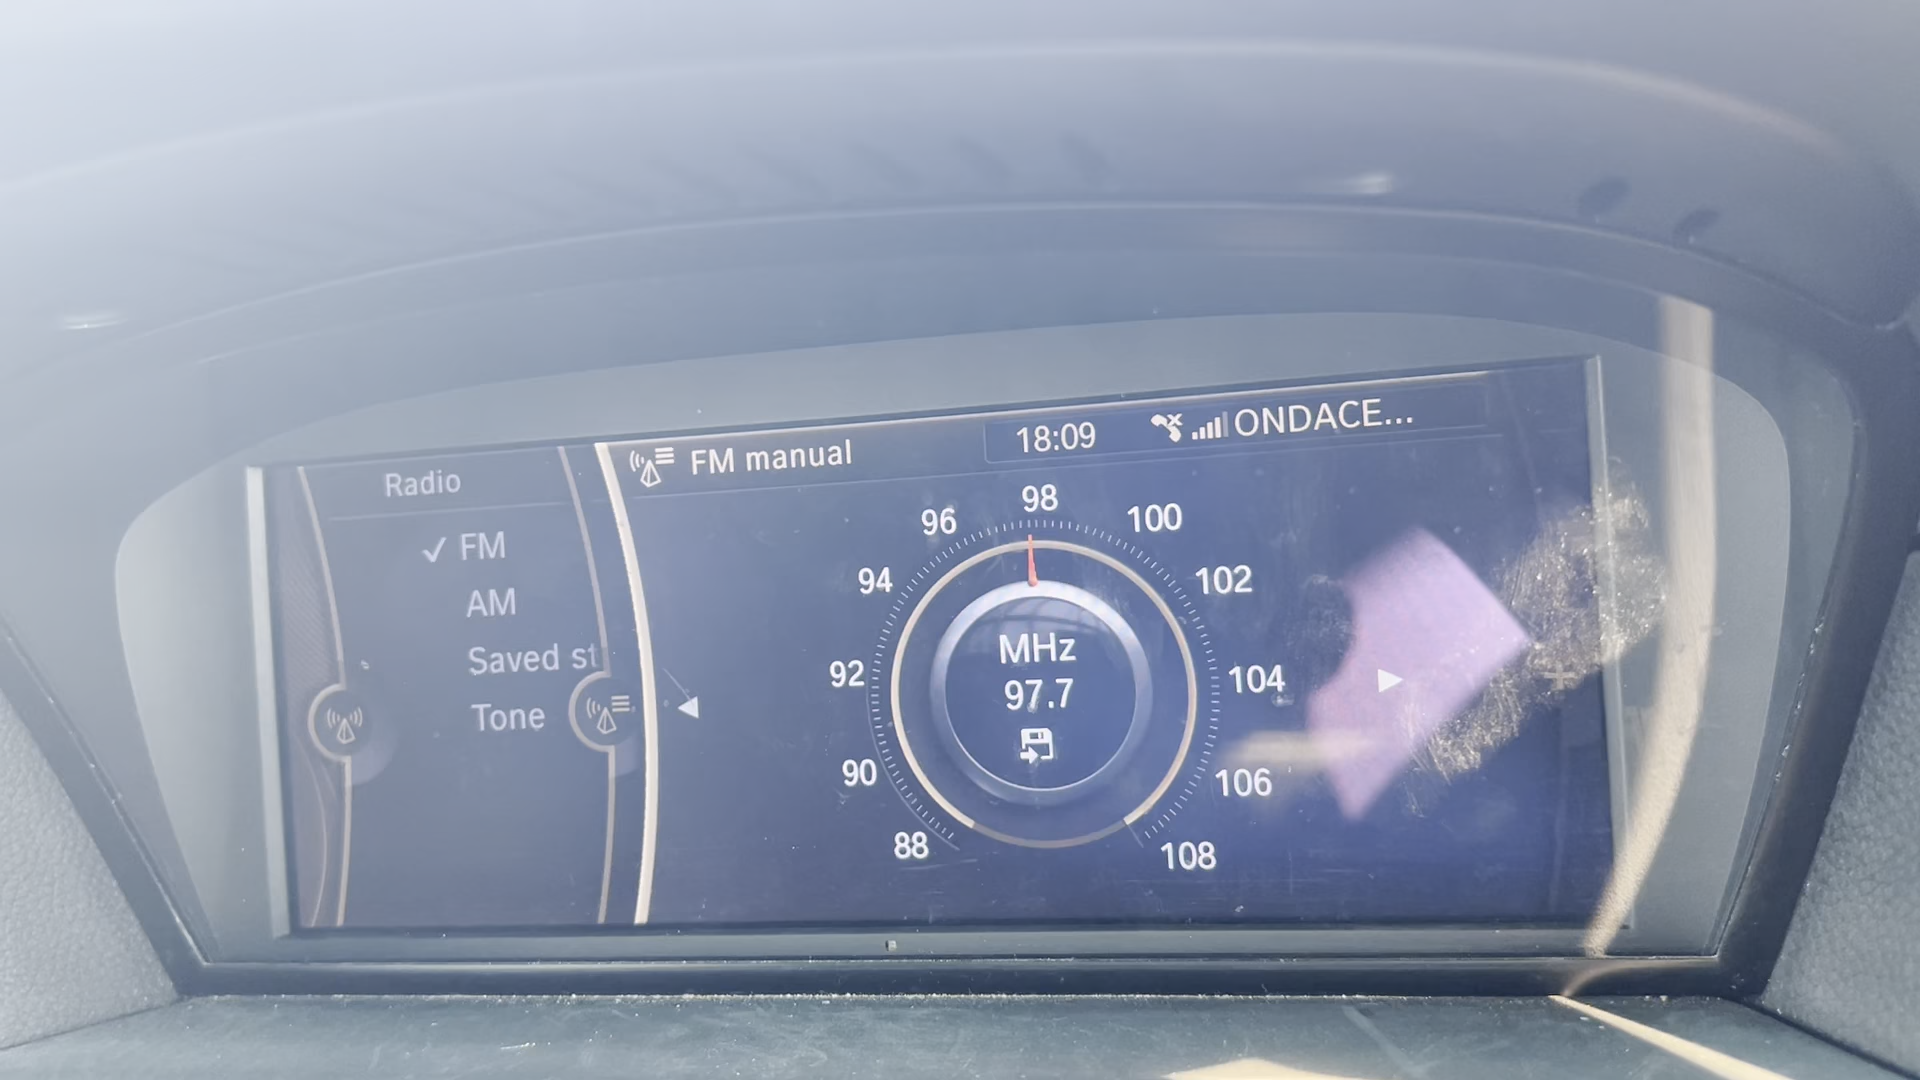 Radio
✓ FM
AM
Saved st
Tone
FM manual
18:09
ONDACE...
98
96
100
94
102
92
104
90
106
88
108
MHz
97.7